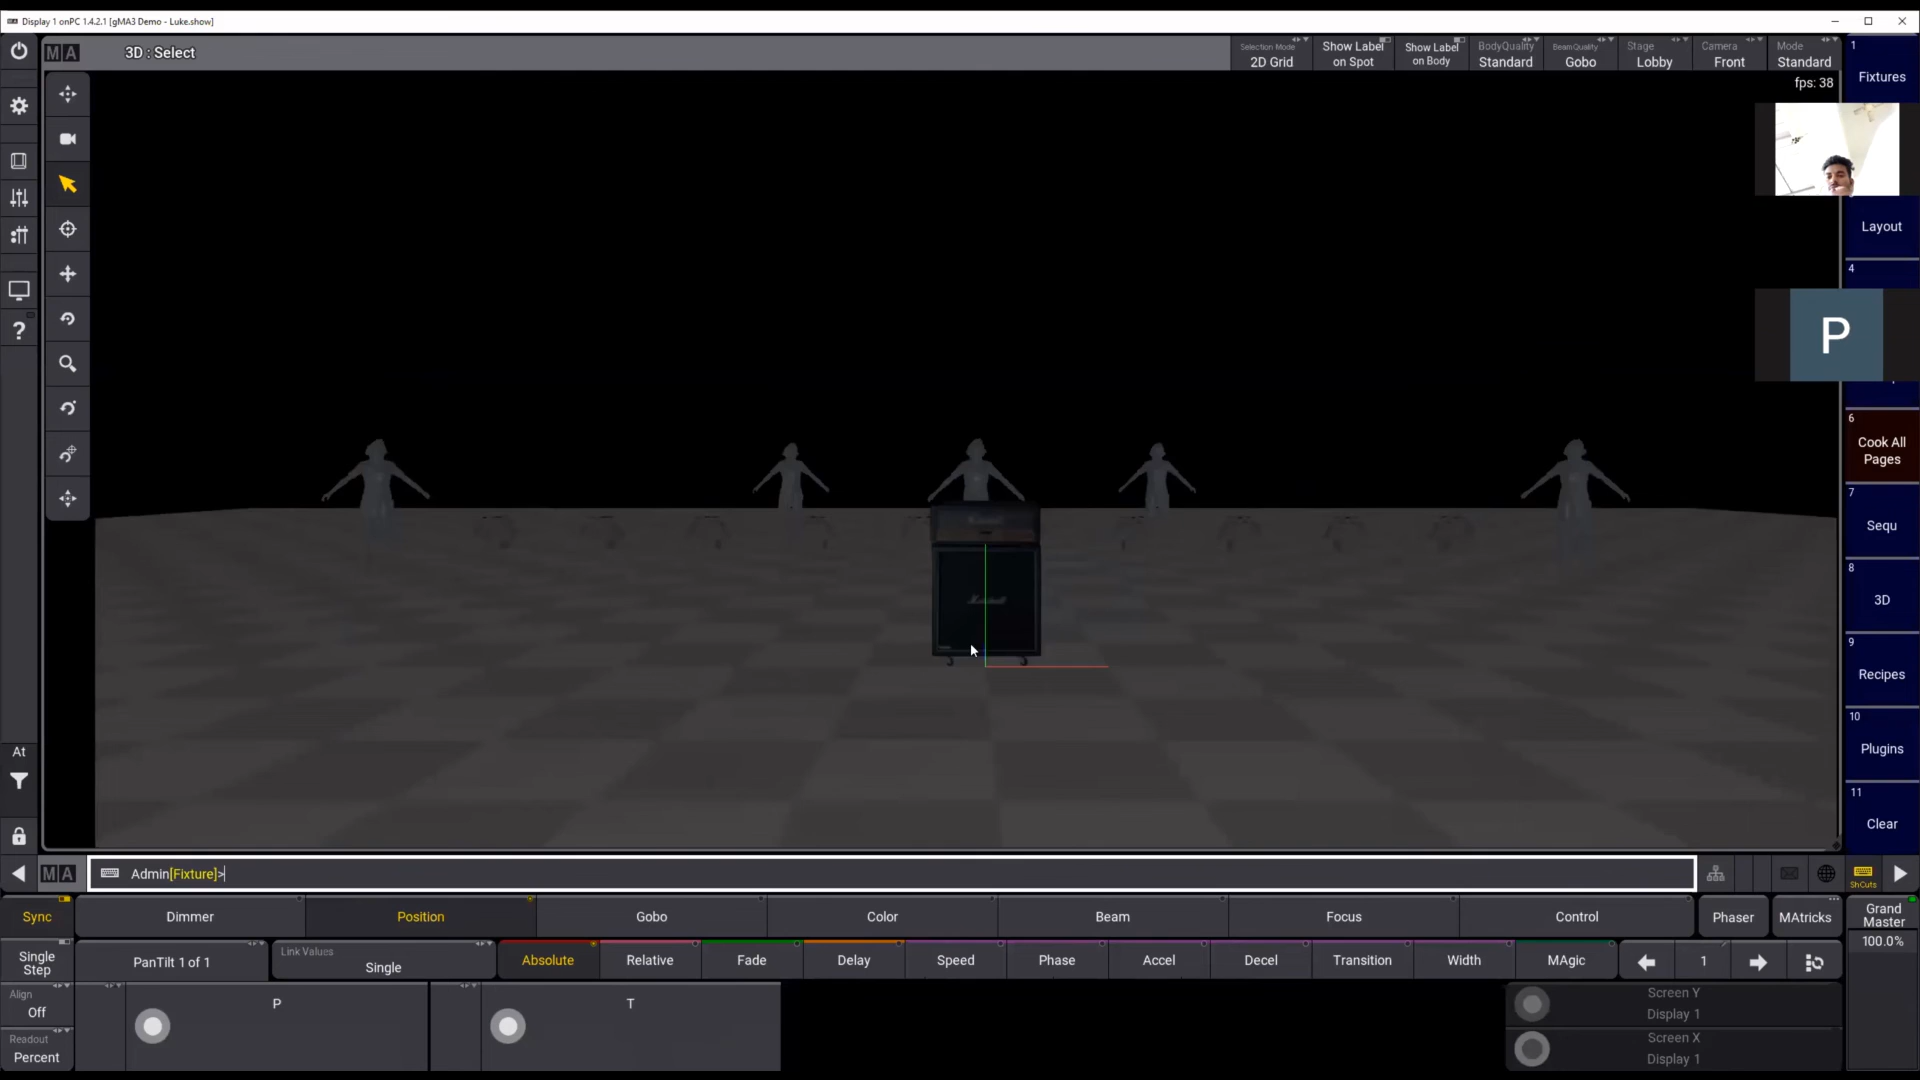 Display 1 onPC 1.4.2.1 [gMA3 Demo - Luke.show]
MA
3D : Select
Selection Mode
2D Grid
Show Label
on Spot
Show Label
on Body
BodyQuality
Standard
BeamQuality
Gobo
Stage
Lobby
Camera
Front
Mode
Standard
fps: 38
1
Fixtures
Layout
4
P
6
Cook All
Pages
7
Sequ
8
3D
9
Recipes
10
Plugins
11
Clear
?
At
Marshall
MA
Admin[Fixture]>
ShCuts
Sync
Dimmer
Position
Gobo
Color
Beam
Focus
Control
Phaser
MAtricks
Grand
Master
100.0%
Single
Step
PanTilt 1 of 1
Link Values
Single
Absolute
Relative
Fade
Delay
Speed
Phase
Accel
Decel
Transition
Width
MAgic
1
Align
Off
P
T
Screen Y
Display 1
Readout
Percent
Screen X
Display 1